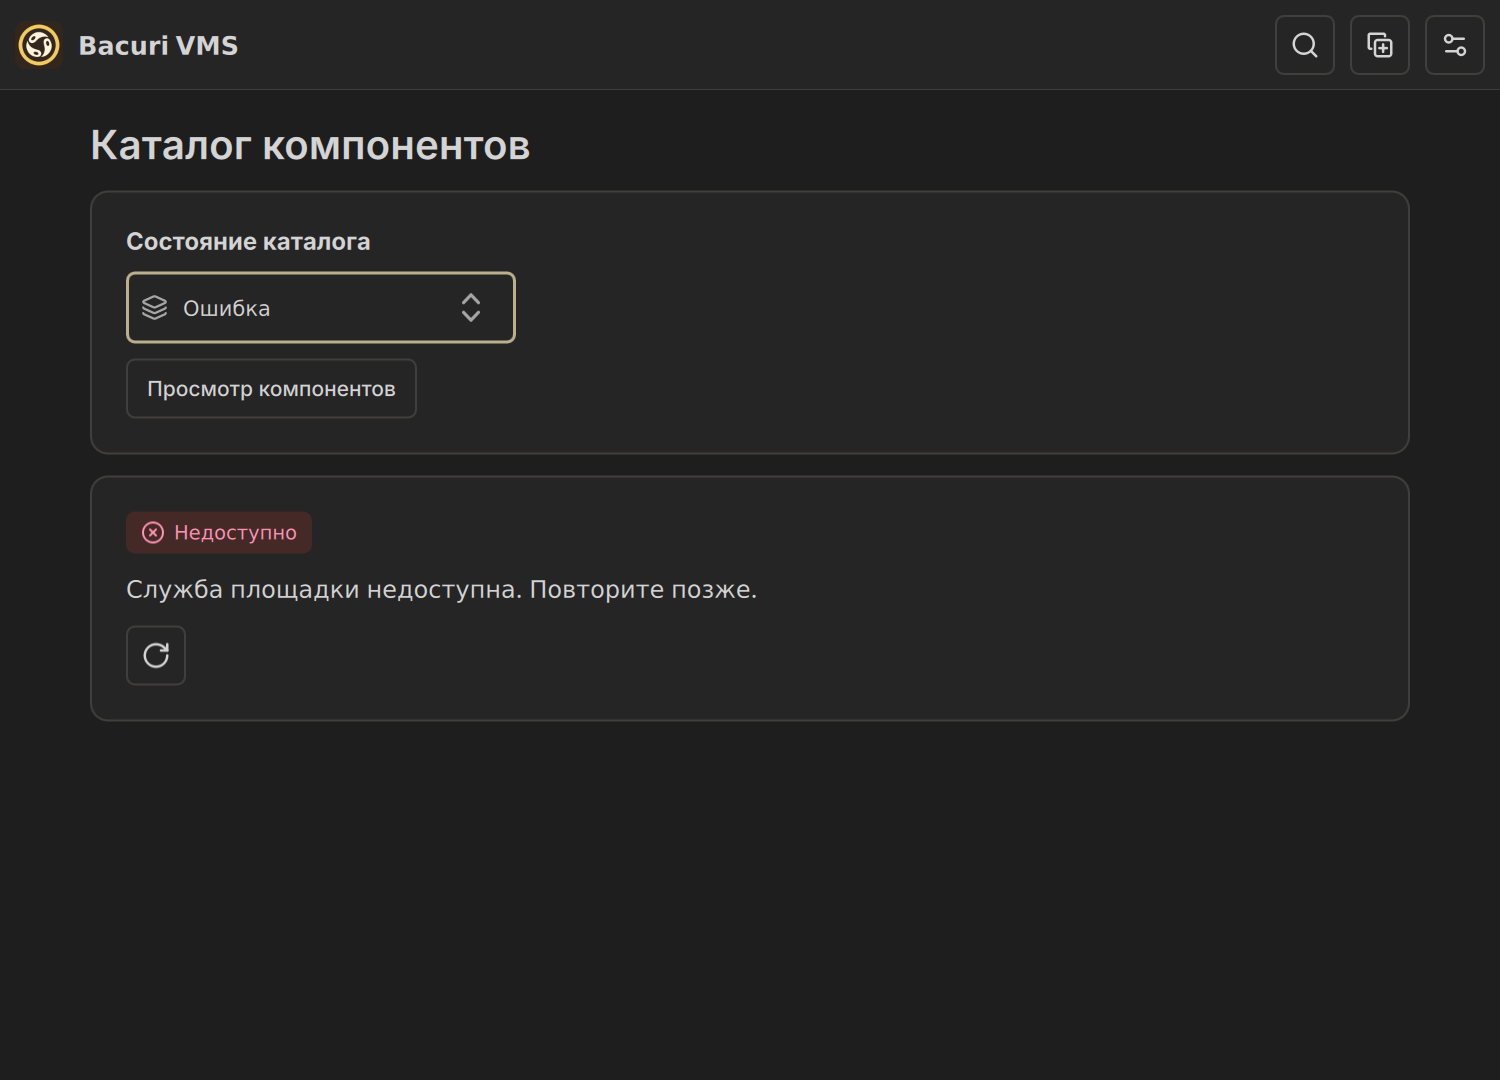 Bacuri VMS
Каталог компонентов
Состояние каталога
Ошибка
Просмотр компонентов
Недоступно
Служба площадки недоступна. Повторите позже.